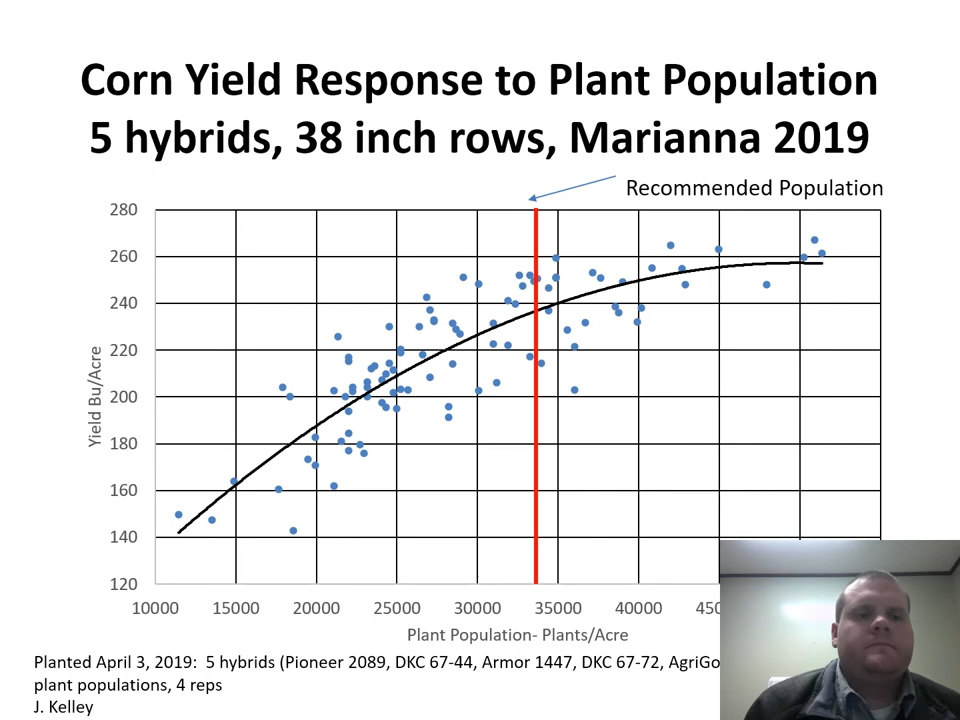 Corn Yield Response to Plant Population
5 hybrids, 38 inch rows, Marianna 2019
Recommended Population
280
260
240
220
200
180
160
140
120
Yield Bu/Acre
10000 15000 20000 25000 30000 35000 40000
Plant Population- Plants/Acre
Planted April 3, 2019:  5 hybrids (Pioneer 2089, DKC 67-44, Armor 1447, DKC 67-72,
plant populations, 4 reps
J. Kelley